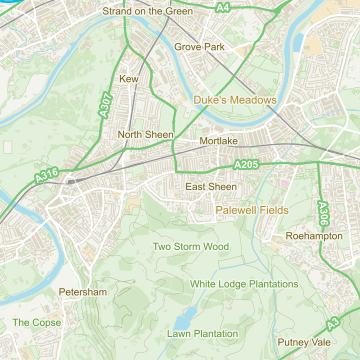 A4
Strand on the Green
Grove Park
Kew
Duke's Meadows
A307
North Sheen
Mortlake
A205
A316
East Sheen
Palewell Fields
A306
Roehampton
Two Storm Wood
White Lodge Plantations
Petersham
The Copse
Lawn Plantation
A3
Putney Vale